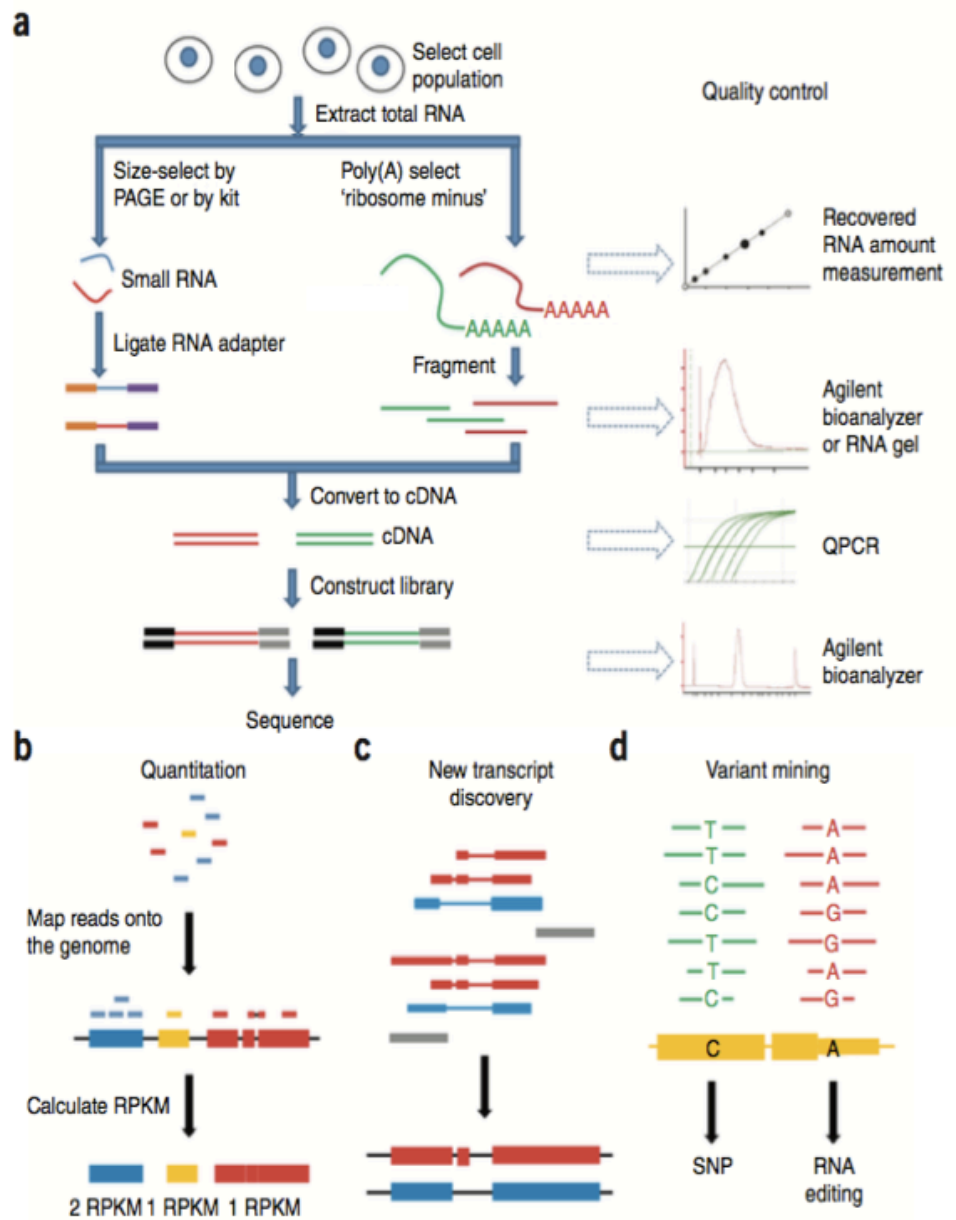 a
Select cell
population
Extract total RNA
Quality control
Size-select by
PAGE or by kit
Poly(A) select
‘ribosome minus’
Small RNA
AAAAA
AAAAA
Recovered
RNA amount
measurement
Ligate RNA adapter
Fragment
Agilent
bioanalyzer
or RNA gel
Convert to cDNA
cDNA
QPCR
Construct library
Agilent
bioanalyzer
Sequence
b
Quantitation
Map reads onto
the genome
Calculate RPKM
2 RPKM 1 RPKM 1 RPKM
c
New transcript
discovery
d
Variant mining
T A
T A
C A
C G
T G
T A
C G
C A
SNP
RNA
editing